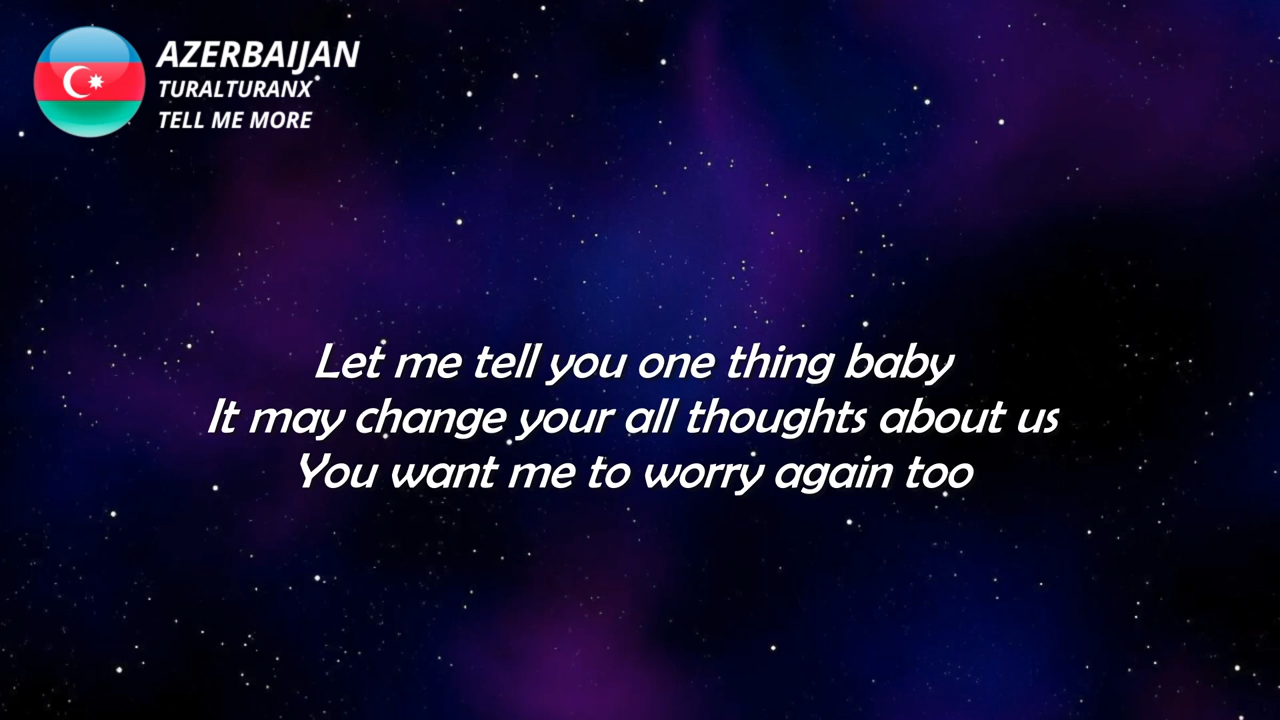 AZERBAIJAN
TURALTURANX
TELL ME MORE
Let me tell you one thing baby
It may change your all thoughts about us
You want me to worry again too